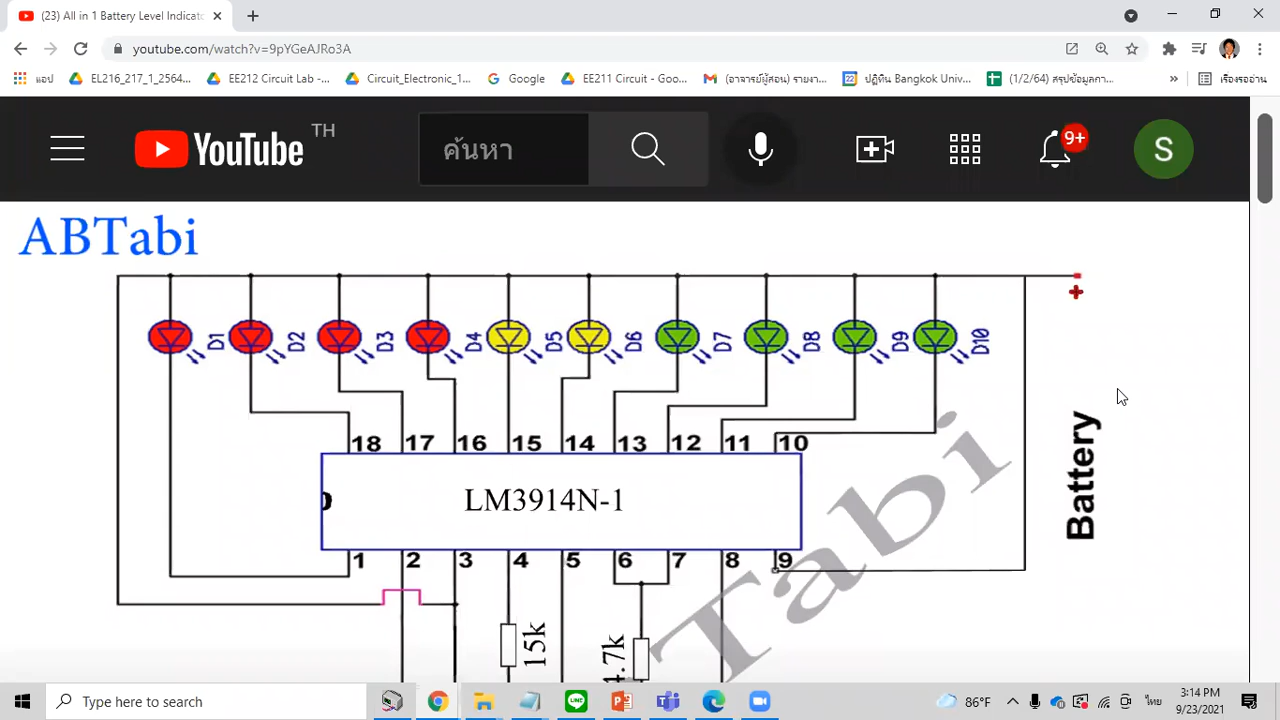 (23) All in 1 Battery Level Indicato
youtube.com/watch?v=9pYGeAJRo3A
แอป EL216_217_1_2564... EE212 Circuit Lab -... Circuit_Electronic_-... Google EE211 Circuit - Goo... (อาจารย์ผู้สอน) รายงา... ปฏิทิน Bangkok Univ... (1/2/64) สรุปข้อมูลกา... » เรื่องรออ่าน
YouTube TH ค้นหา 9+ S
ABTabi
+
D1 D2 D3 D4 D5 D6 D7 D8 D9 D10
18 17 16 15 14 13 12 11 10
LM3914N-1
Battery
1 2 3 4 5 6 7 8 9
Tabi
15k 4.7k
Type here to search 86°F ไทย 3:14 PM
9/23/2021